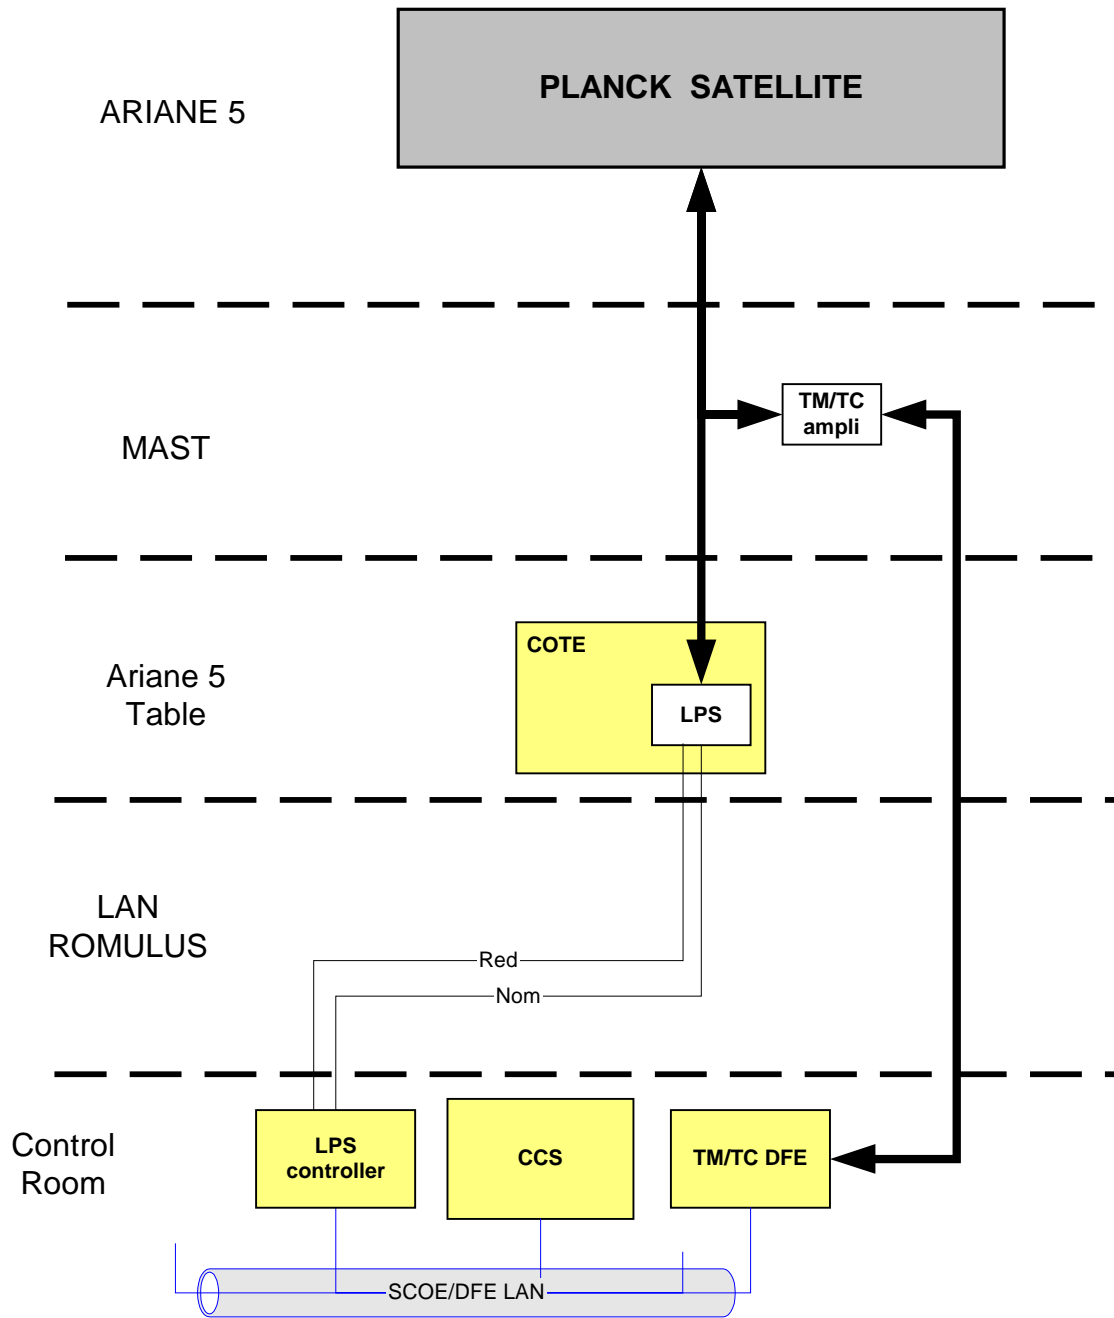 PLANCK SATELLITE
ARIANE 5
TM/TC
ampli
MAST
COTE
Ariane 5
Table
LPS
LAN
ROMULUS
Red
Nom
Control
Room
LPS
controller
CCS
TM/TC DFE
SCOE/DFE LAN